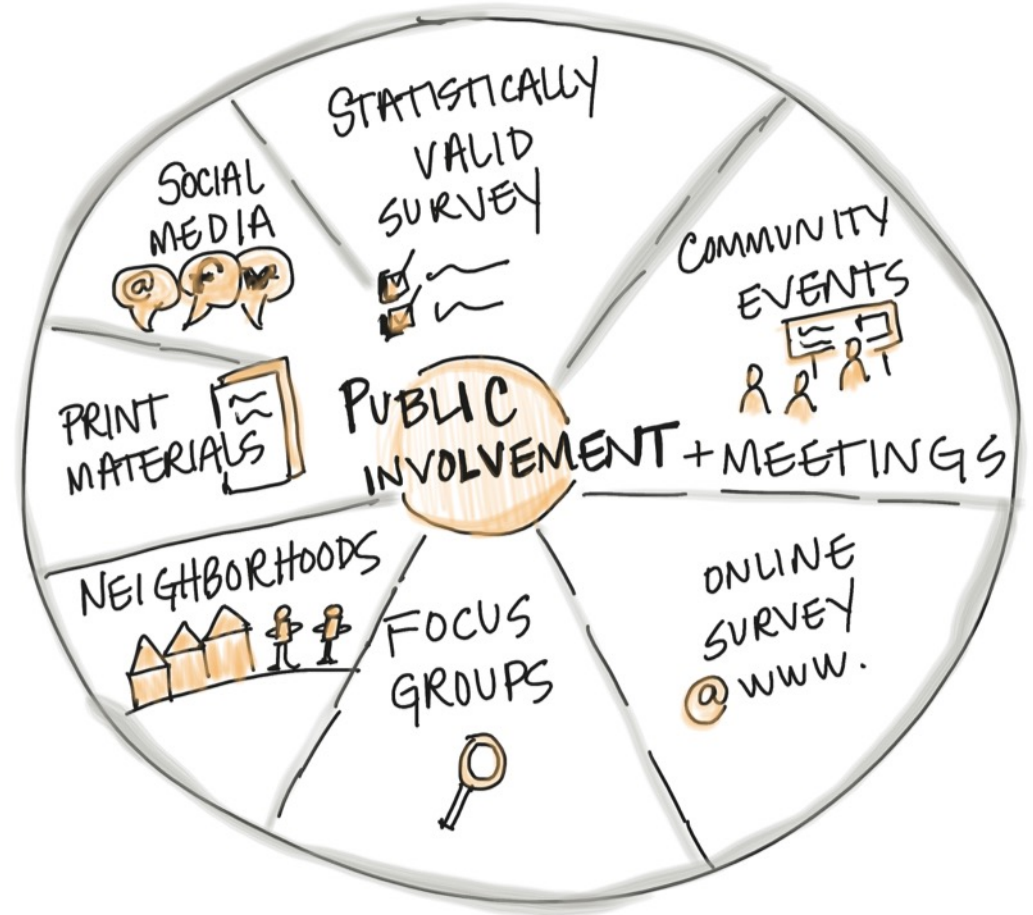 STATISTICALLY
VALID
SURVEY
COMMUNITY
EVENTS
+ MEETINGS
ONLINE
SURVEY
@ WWW.
FOCUS
GROUPS
NEIGHBORHOODS
PRINT
MATERIALS
SOCIAL
MEDIA
@
PUBLIC
INVOLVEMENT